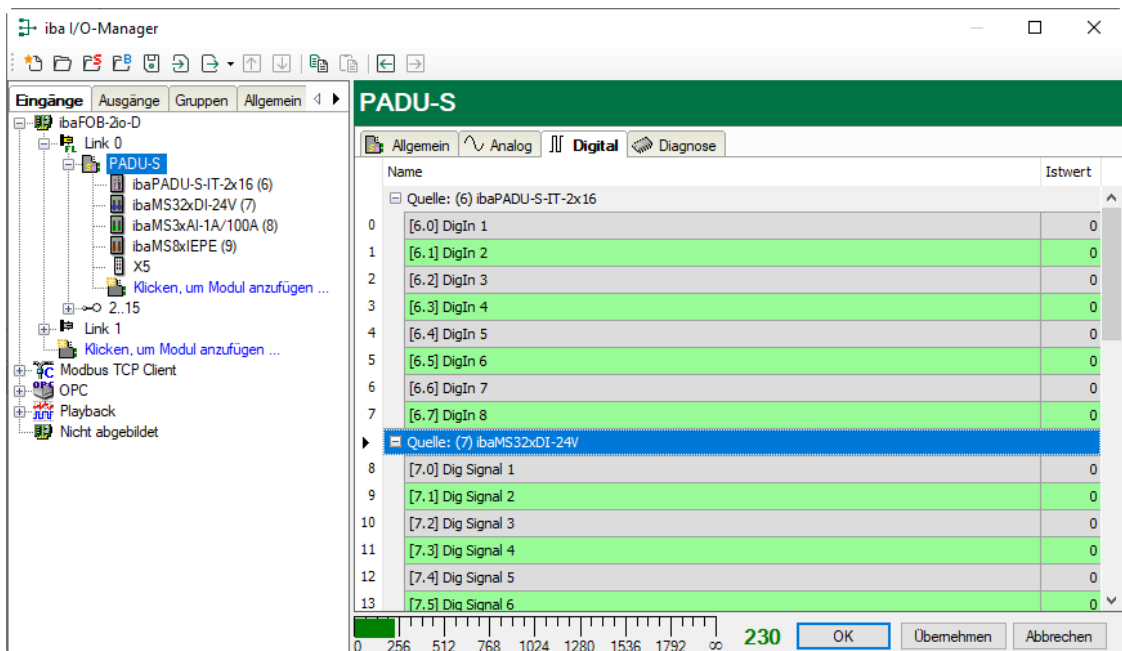 iba I/O-Manager
Eingänge Ausgänge Gruppen Allgemein
ibaFOB-2io-D
Link 0
PADU-S
ibaPADU-S-IT-2x16 (6)
ibaMS32xDI-24V (7)
ibaMS3xAI-1A/100A (8)
ibaMS8xIEPE (9)
X5
Klicken, um Modul anzufügen ...
2..15
Link 1
Klicken, um Modul anzufügen ...
Modbus TCP Client
OPC
Playback
Nicht abgebildet
PADU-S
Allgemein Analog Digital Diagnose
Name Istwert
Quelle: (6) ibaPADU-S-IT-2x16
0 [6.0] DigIn 1 0
1 [6.1] DigIn 2 0
2 [6.2] DigIn 3 0
3 [6.3] DigIn 4 0
4 [6.4] DigIn 5 0
5 [6.5] DigIn 6 0
6 [6.6] DigIn 7 0
7 [6.7] DigIn 8 0
Quelle: (7) ibaMS32xDI-24V
8 [7.0] Dig Signal 1 0
9 [7.1] Dig Signal 2 0
10 [7.2] Dig Signal 3 0
11 [7.3] Dig Signal 4 0
12 [7.4] Dig Signal 5 0
13 [7.5] Dig Signal 6 0
0 256 512 768 1024 1280 1536 1792 ∞ 230 OK Übernehmen Abbrechen